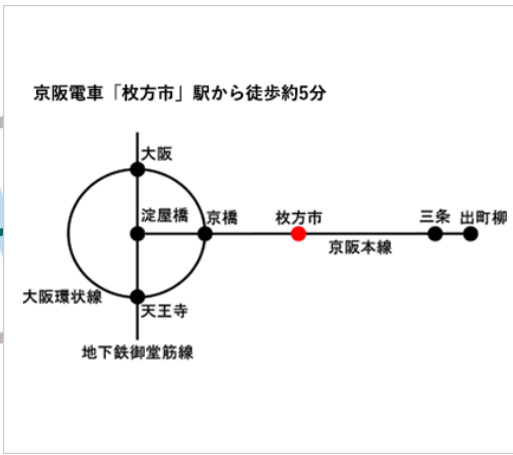 京阪電車「枚方市」駅から徒歩約5分
大阪
淀屋橋
京橋
枚方市
三条
出町柳
京阪本線
大阪環状線
天王寺
地下鉄御堂筋線